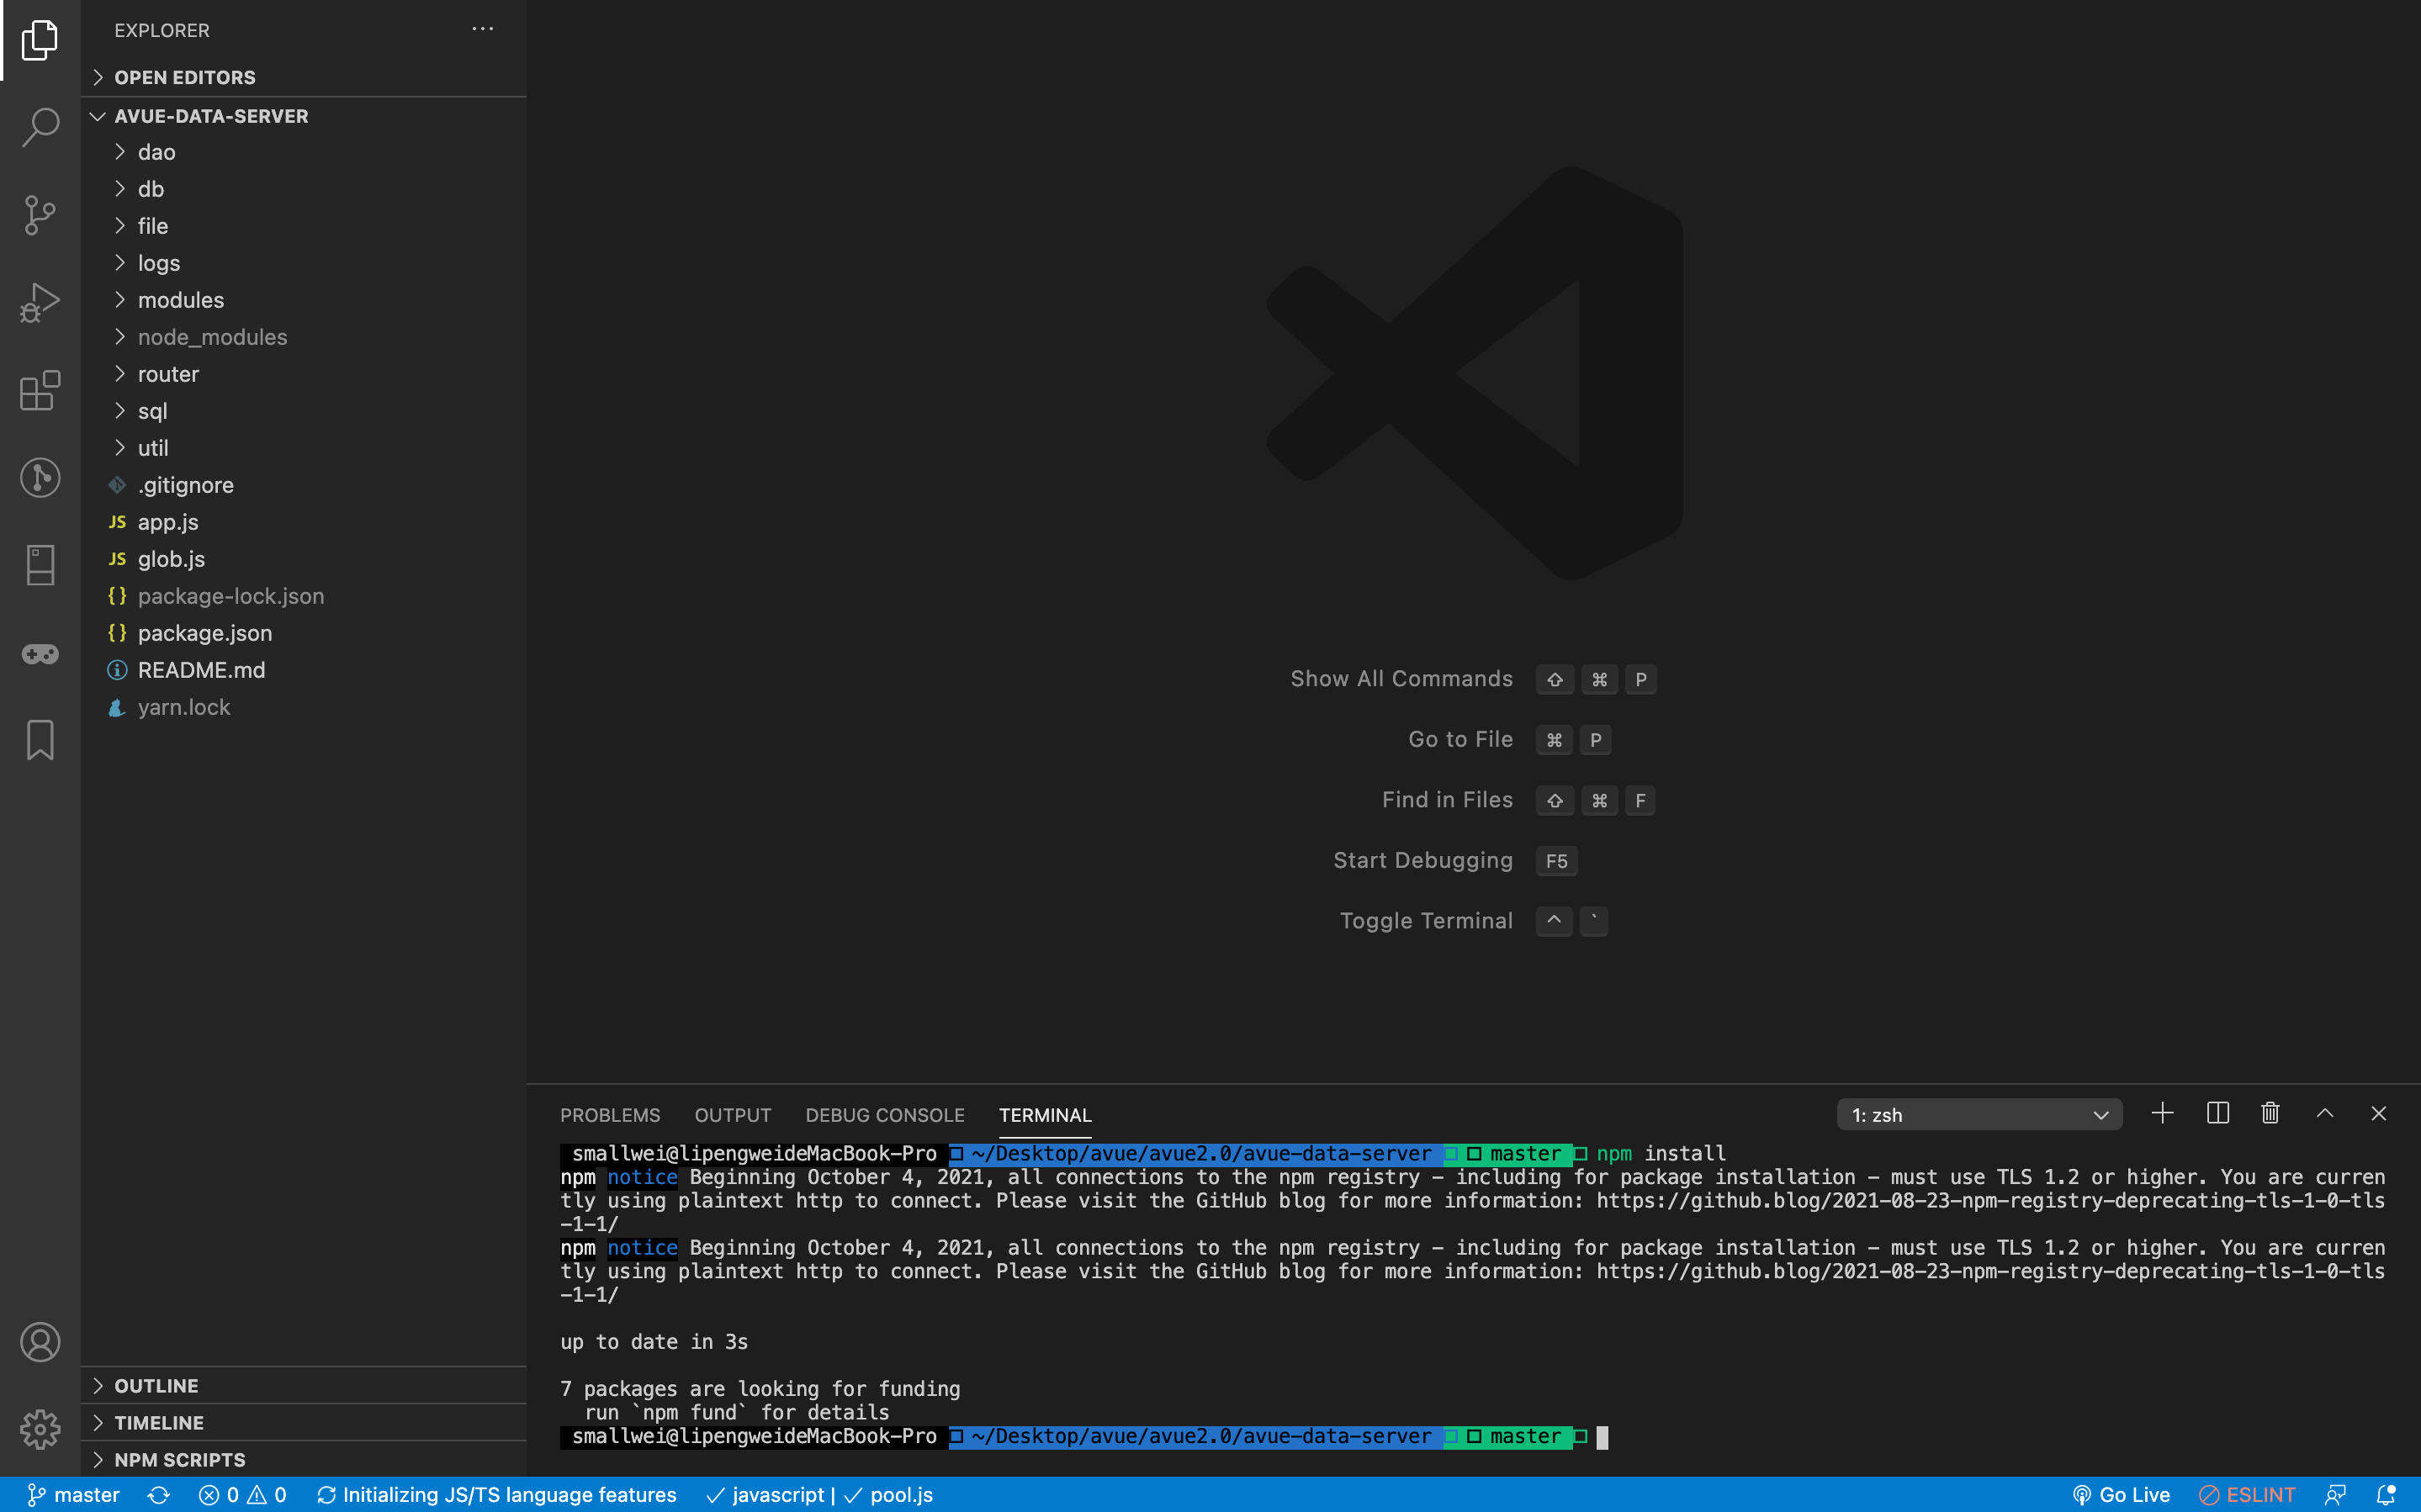 EXPLORER
OPEN EDITORS
AVUE-DATA-SERVER
dao
db
file
logs
modules
node_modules
router
sql
util
.gitignore
JS app.js
JS glob.js
{} package-lock.json
{} package.json
README.md
yarn.lock
OUTLINE
TIMELINE
NPM SCRIPTS
Show All Commands ⇧ ⌘ P
Go to File ⌘ P
Find in Files ⇧ ⌘ F
Start Debugging F5
Toggle Terminal ^ `
PROBLEMS OUTPUT DEBUG CONSOLE TERMINAL 1: zsh
smallwei@lipengweideMacBook-Pro ~/Desktop/avue/avue2.0/avue-data-server master npm install
npm notice Beginning October 4, 2021, all connections to the npm registry - including for package installation - must use TLS 1.2 or higher. You are curren
tly using plaintext http to connect. Please visit the GitHub blog for more information: https://github.blog/2021-08-23-npm-registry-deprecating-tls-1-0-tls
-1-1/
npm notice Beginning October 4, 2021, all connections to the npm registry - including for package installation - must use TLS 1.2 or higher. You are curren
tly using plaintext http to connect. Please visit the GitHub blog for more information: https://github.blog/2021-08-23-npm-registry-deprecating-tls-1-0-tls
-1-1/
up to date in 3s
7 packages are looking for funding
run `npm fund` for details
smallwei@lipengweideMacBook-Pro ~/Desktop/avue/avue2.0/avue-data-server master
master 0 0 Initializing JS/TS language features ✓ javascript | ✓ pool.js Go Live ESLINT